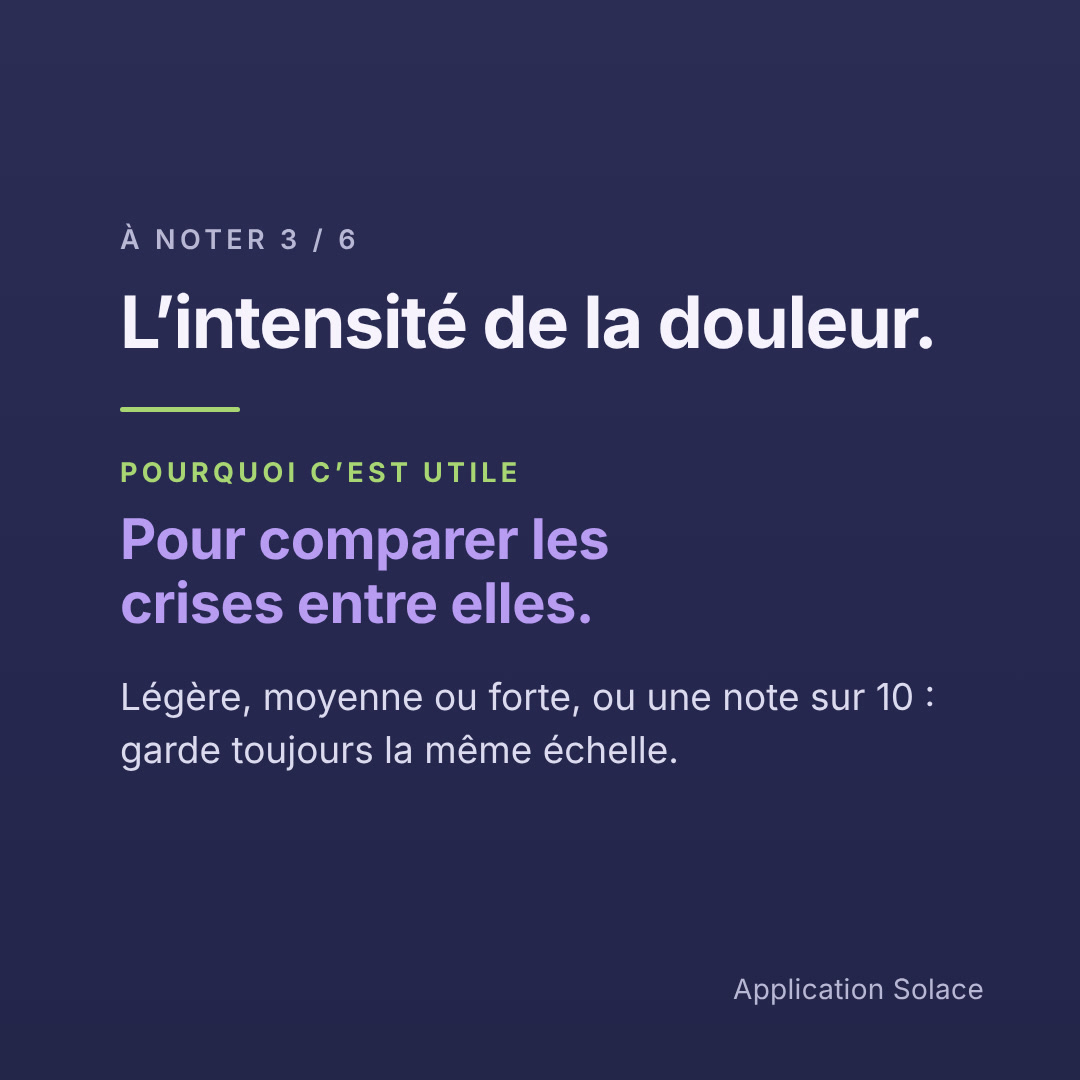 À NOTER 3 / 6
L’intensité de la douleur.
POURQUOI C’EST UTILE
Pour comparer les
crises entre elles.
Légère, moyenne ou forte, ou une note sur 10 :
garde toujours la même échelle.
Application Solace